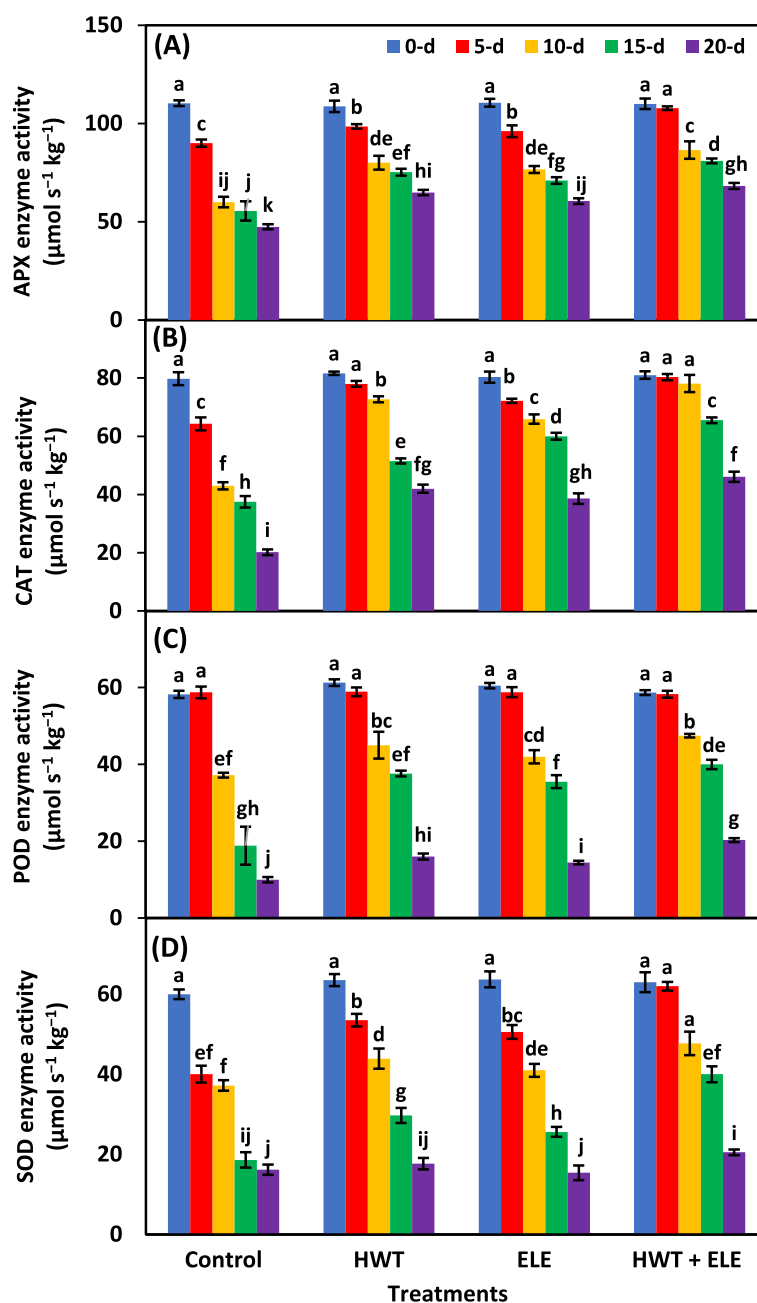 150
(A)
0-d 5-d 10-d 15-d 20-d
a a a a a
b b
c c
de de d
ij j ef fg
k hi ij gh
100
50
0
APX enzyme activity
(µmol s⁻¹ kg⁻¹)
(B)
a a a a a a a
b b
c c c
f h e d
i fg gh f
80
60
40
20
0
CAT enzyme activity
(µmol s⁻¹ kg⁻¹)
(C)
a a a a a a a a
ef bc cd b
gh ef f de
j hi i g
60
40
20
0
POD enzyme activity
(µmol s⁻¹ kg⁻¹)
(D)
a a a a a
ef f b d bc de a
ij g h ef
j ij j i
60
40
20
0
SOD enzyme activity
(µmol s⁻¹ kg⁻¹)
Control HWT ELE HWT + ELE
Treatments